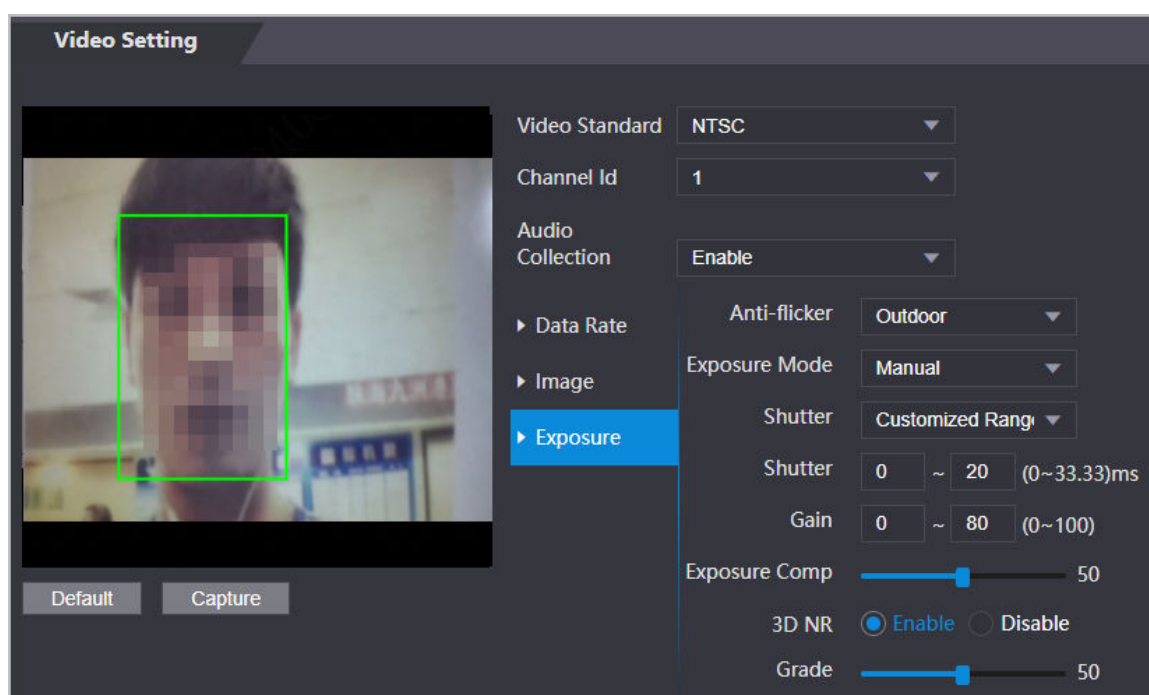 Video Setting
Video Standard NTSC
Channel Id 1
Audio
Collection Enable
Data Rate
Image
Exposure
Anti-flicker Outdoor
Exposure Mode Manual
Shutter Customized Rang
Shutter 0 ~ 20 (0~33.33)ms
Gain 0 ~ 80 (0~100)
Exposure Comp 50
3D NR Enable Disable
Grade 50
Default Capture